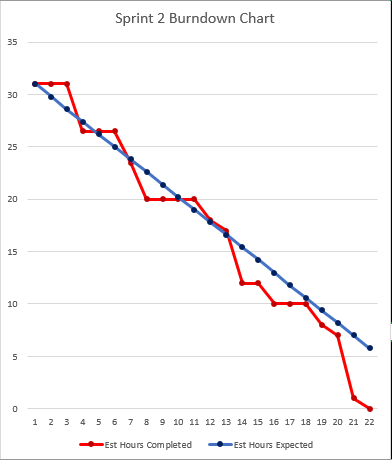 Sprint 2 Burndown Chart
35
30
25
20
15
10
5
0
1 2 3 4 5 6 7 8 9 10 11 12 13 14 15 16 17 18 19 20 21 22
Est Hours Completed Est Hours Expected